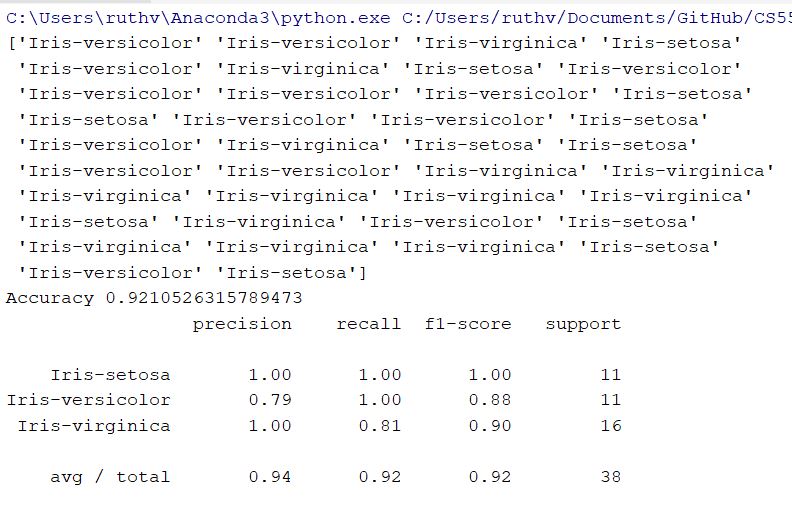 C:\Users\ruthv\Anaconda3\python.exe C:/Users/ruthv/Documents/GitHub/CS55
['Iris-versicolor' 'Iris-versicolor' 'Iris-virginica' 'Iris-setosa'
'Iris-versicolor' 'Iris-virginica' 'Iris-setosa' 'Iris-versicolor'
'Iris-versicolor' 'Iris-versicolor' 'Iris-versicolor' 'Iris-setosa'
'Iris-setosa' 'Iris-versicolor' 'Iris-versicolor' 'Iris-setosa'
'Iris-versicolor' 'Iris-virginica' 'Iris-setosa' 'Iris-setosa'
'Iris-versicolor' 'Iris-versicolor' 'Iris-virginica' 'Iris-virginica'
'Iris-virginica' 'Iris-virginica' 'Iris-virginica' 'Iris-virginica'
'Iris-setosa' 'Iris-virginica' 'Iris-versicolor' 'Iris-setosa'
'Iris-virginica' 'Iris-virginica' 'Iris-virginica' 'Iris-setosa'
'Iris-versicolor' 'Iris-setosa']
Accuracy 0.9210526315789473
precision recall f1-score support
Iris-setosa 1.00 1.00 1.00 11
Iris-versicolor 0.79 1.00 0.88 11
Iris-virginica 1.00 0.81 0.90 16
avg / total 0.94 0.92 0.92 38